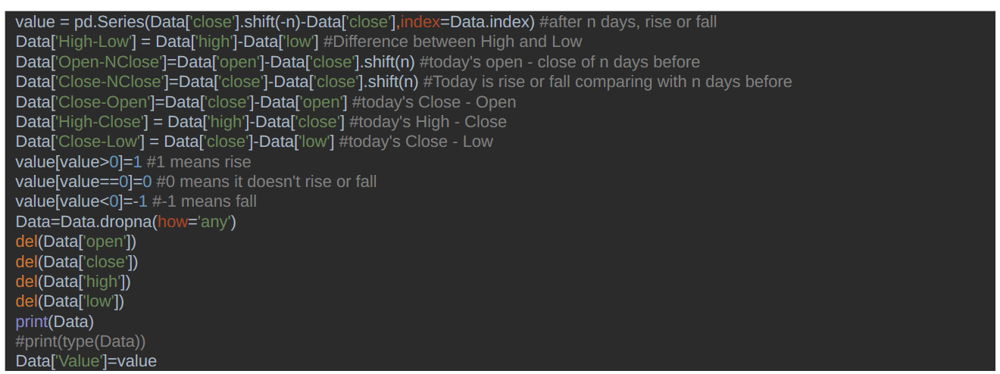 value = pd.Series(Data['close'].shift(-n)-Data['close'],index=Data.index) #after n days, rise or fall
Data['High-Low'] = Data['high']-Data['low'] #Difference between High and Low
Data['Open-NClose']=Data['open']-Data['close'].shift(n) #today's open - close of n days before
Data['Close-NClose']=Data['close']-Data['close'].shift(n) #Today is rise or fall comparing with n days before
Data['Close-Open']=Data['close']-Data['open'] #today's Close - Open
Data['High-Close'] = Data['high']-Data['close'] #today's High - Close
Data['Close-Low'] = Data['close']-Data['low'] #today's Close - Low
value[value>0]=1 #1 means rise
value[value==0]=0 #0 means it doesn't rise or fall
value[value<0]=-1 #-1 means fall
Data=Data.dropna(how='any')
del(Data['open'])
del(Data['close'])
del(Data['high'])
del(Data['low'])
print(Data)
#print(type(Data))
Data['Value']=value